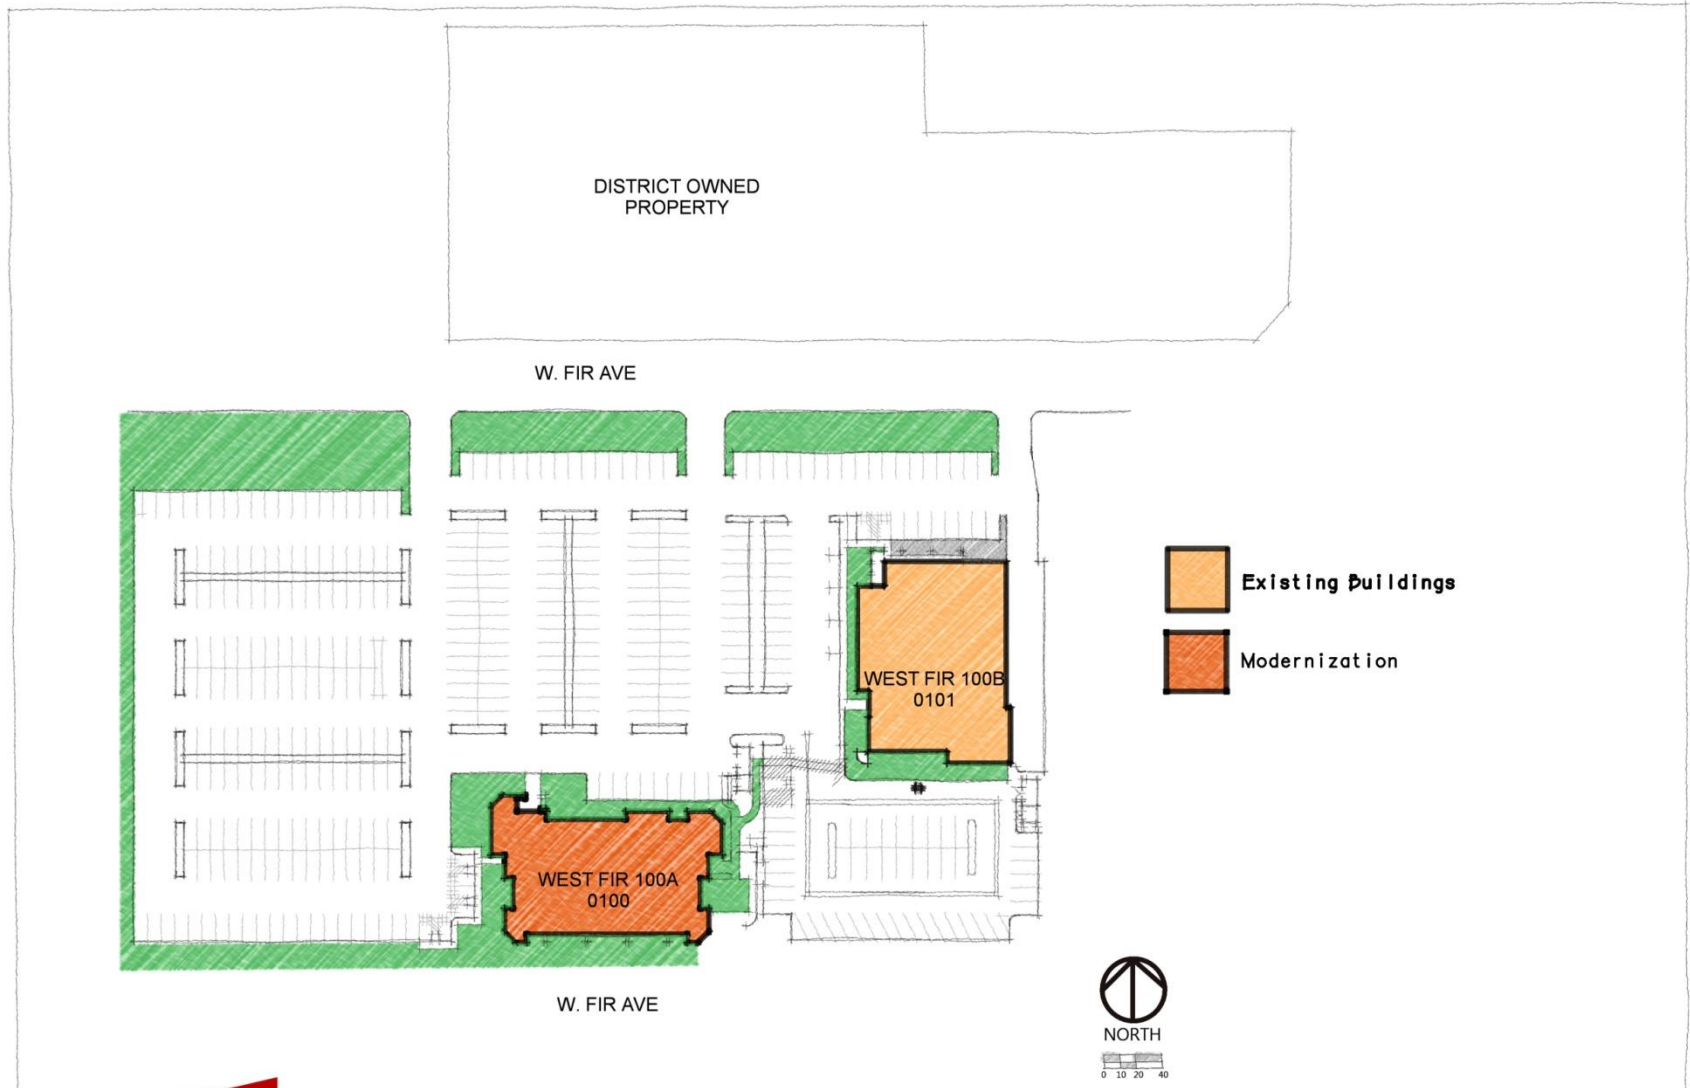 DISTRICT OWNED
PROPERTY
W. FIR AVE
Existing Buildings
Modernization
WEST FIR 100B
0101
WEST FIR 100A
0100
W. FIR AVE
NORTH
0 10 20 40